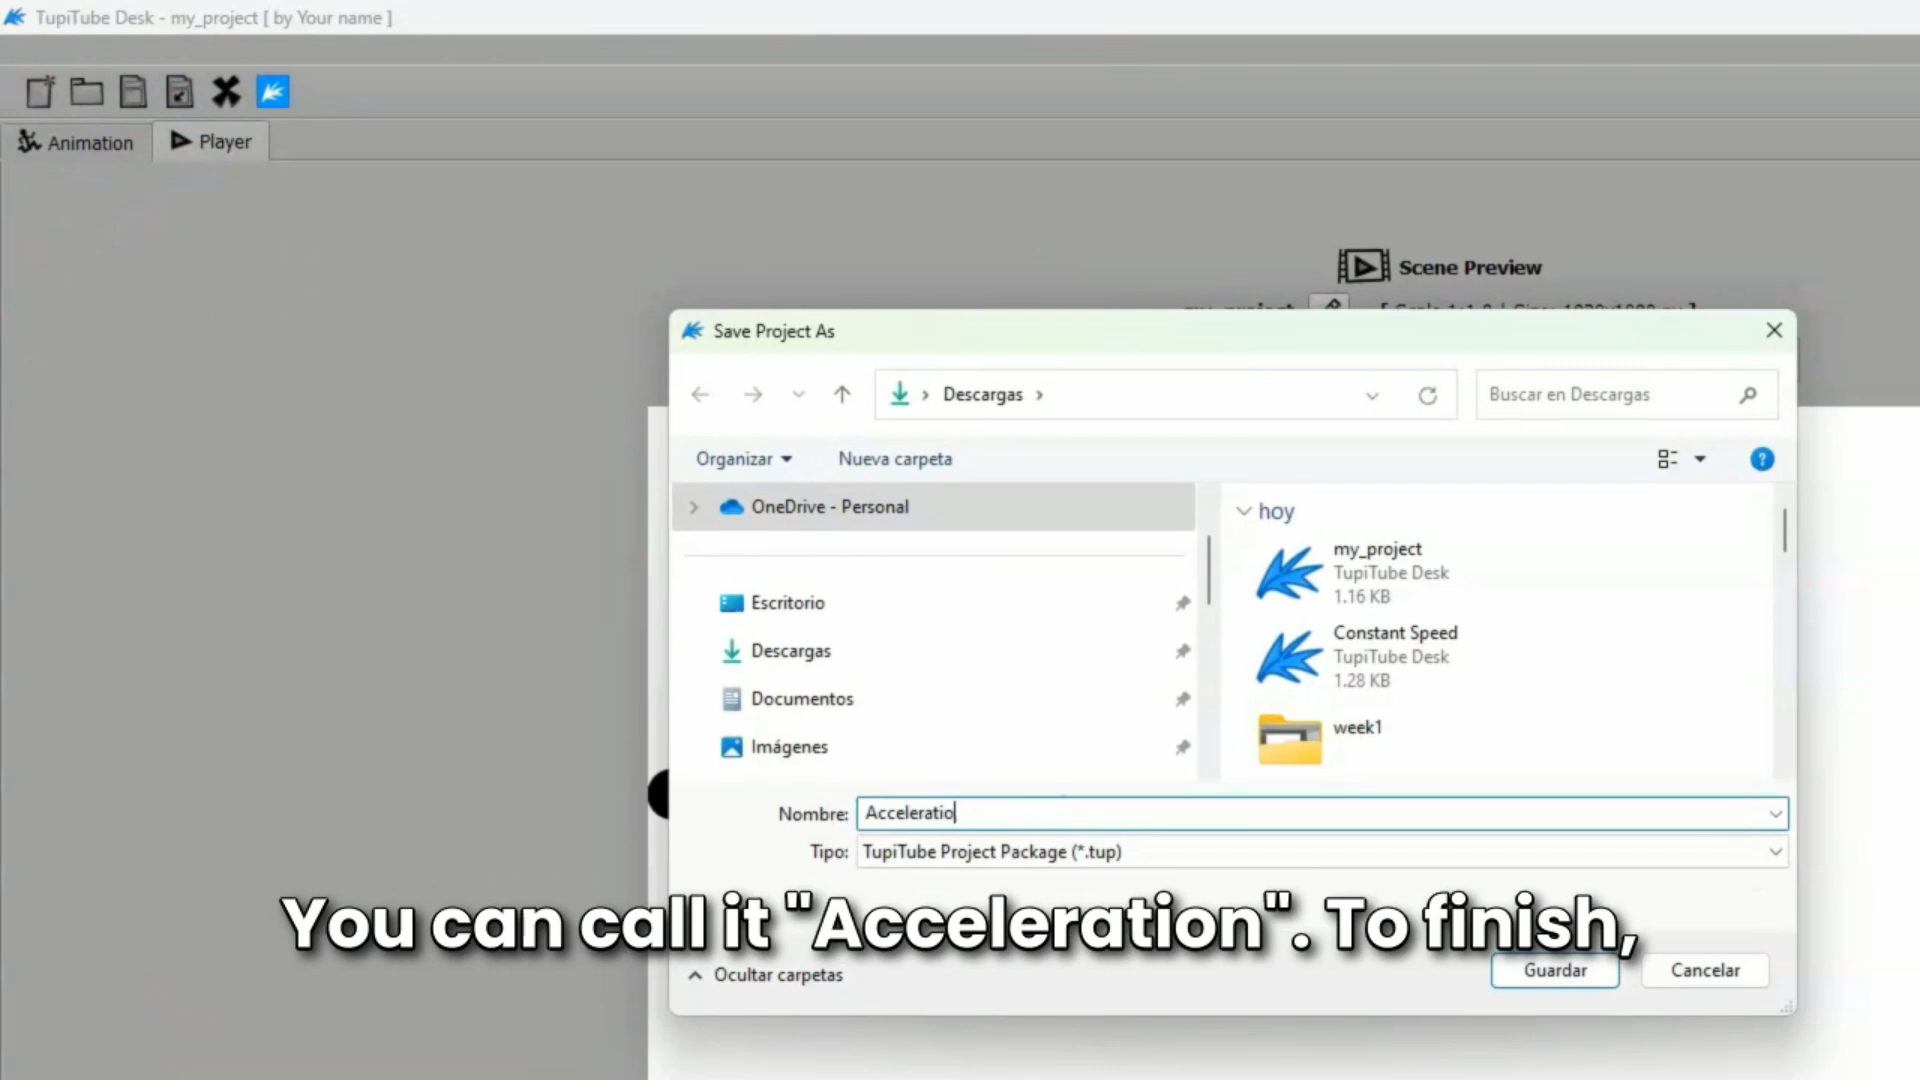 TupiTube Desk - my_project [ by Your name ]
Animation
Player
Scene Preview
my_project
Save Project As
Descargas
Buscar en Descargas
Organizar
Nueva carpeta
OneDrive - Personal
Escritorio
Descargas
Documentos
Imágenes
hoy
my_project
TupiTube Desk
1.16 KB
Constant Speed
TupiTube Desk
1.28 KB
week1
Nombre: Acceleratio
Tipo: TupiTube Project Package (*.tup)
You can call it "Acceleration". To finish,
Ocultar carpetas
Guardar
Cancelar